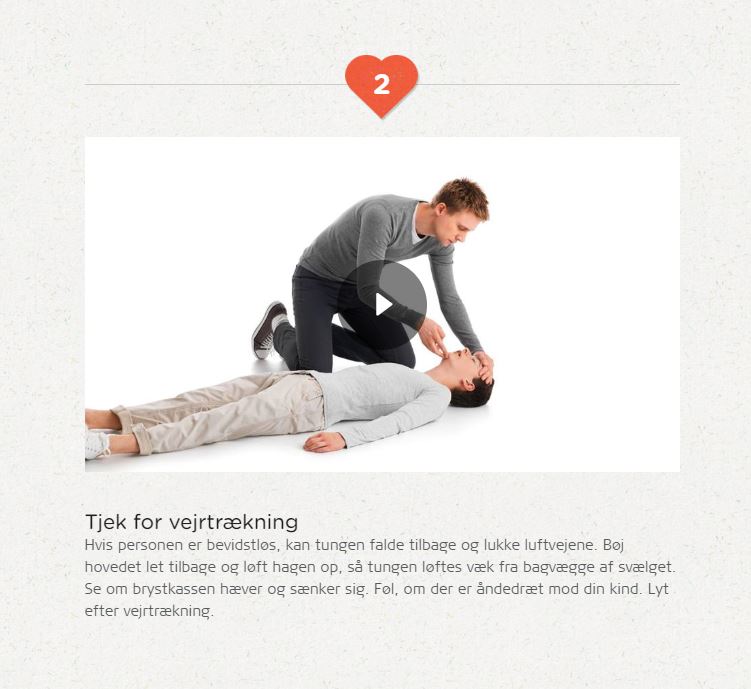 2
Tjek for vejrtrækning
Hvis personen er bevidstløs, kan tungen falde tilbage og lukke luftvejene. Bøj
hovedet let tilbage og løft hagen op, så tungen løftes væk fra bagvægge af svælget.
Se om brystkassen hæver og sænker sig. Føl, om der er åndedræt mod din kind. Lyt
efter vejrtrækning.